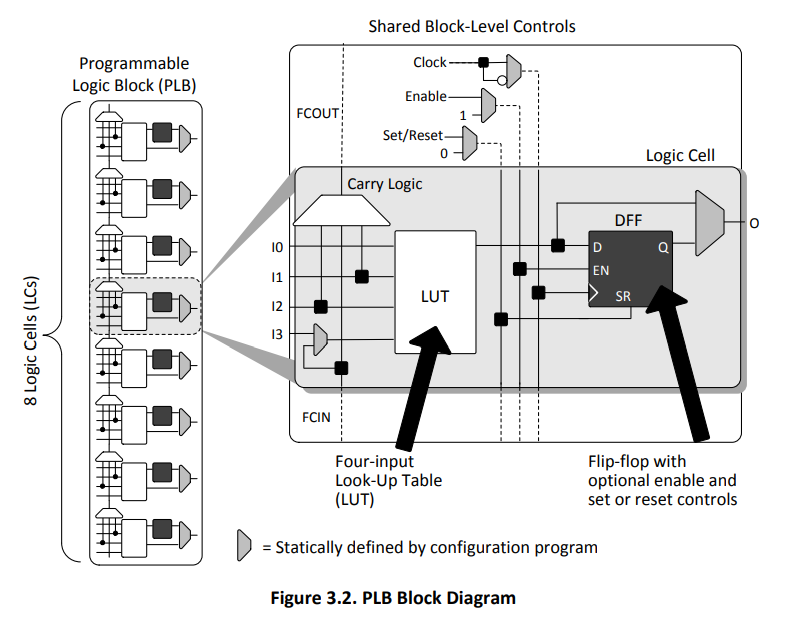 Shared Block-Level Controls
Programmable
Logic Block (PLB)
Clock
Enable
1
FCOUT
Set/Reset
0
Logic Cell
Carry Logic
I0
I1
I2
I3
LUT
DFF
D
Q
EN
SR
O
8 Logic Cells (LCs)
FCIN
Four-input
Look-Up Table
(LUT)
Flip-flop with
optional enable and
set or reset controls
= Statically defined by configuration program
Figure 3.2. PLB Block Diagram